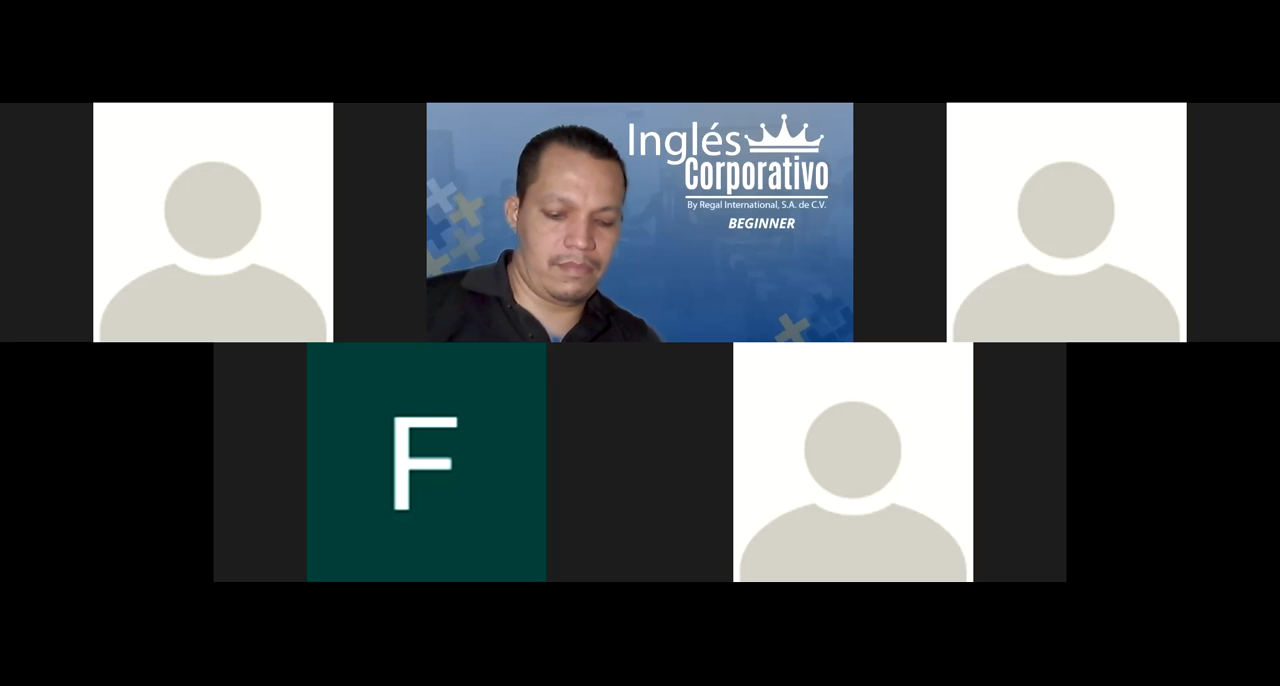 Inglés
Corporativo
By Regal International, S.A. de C.V.
BEGINNER
F